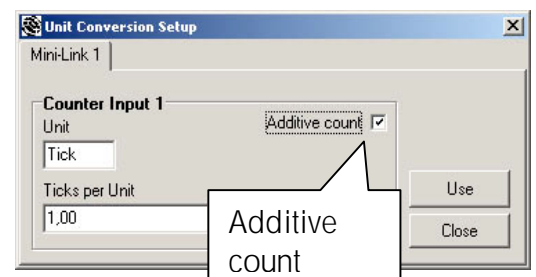 Unit Conversion Setup
Mini-Link 1
Counter Input 1
Unit
Additive count
Tick
Ticks per Unit
1,00
Use
Close
Additive
count